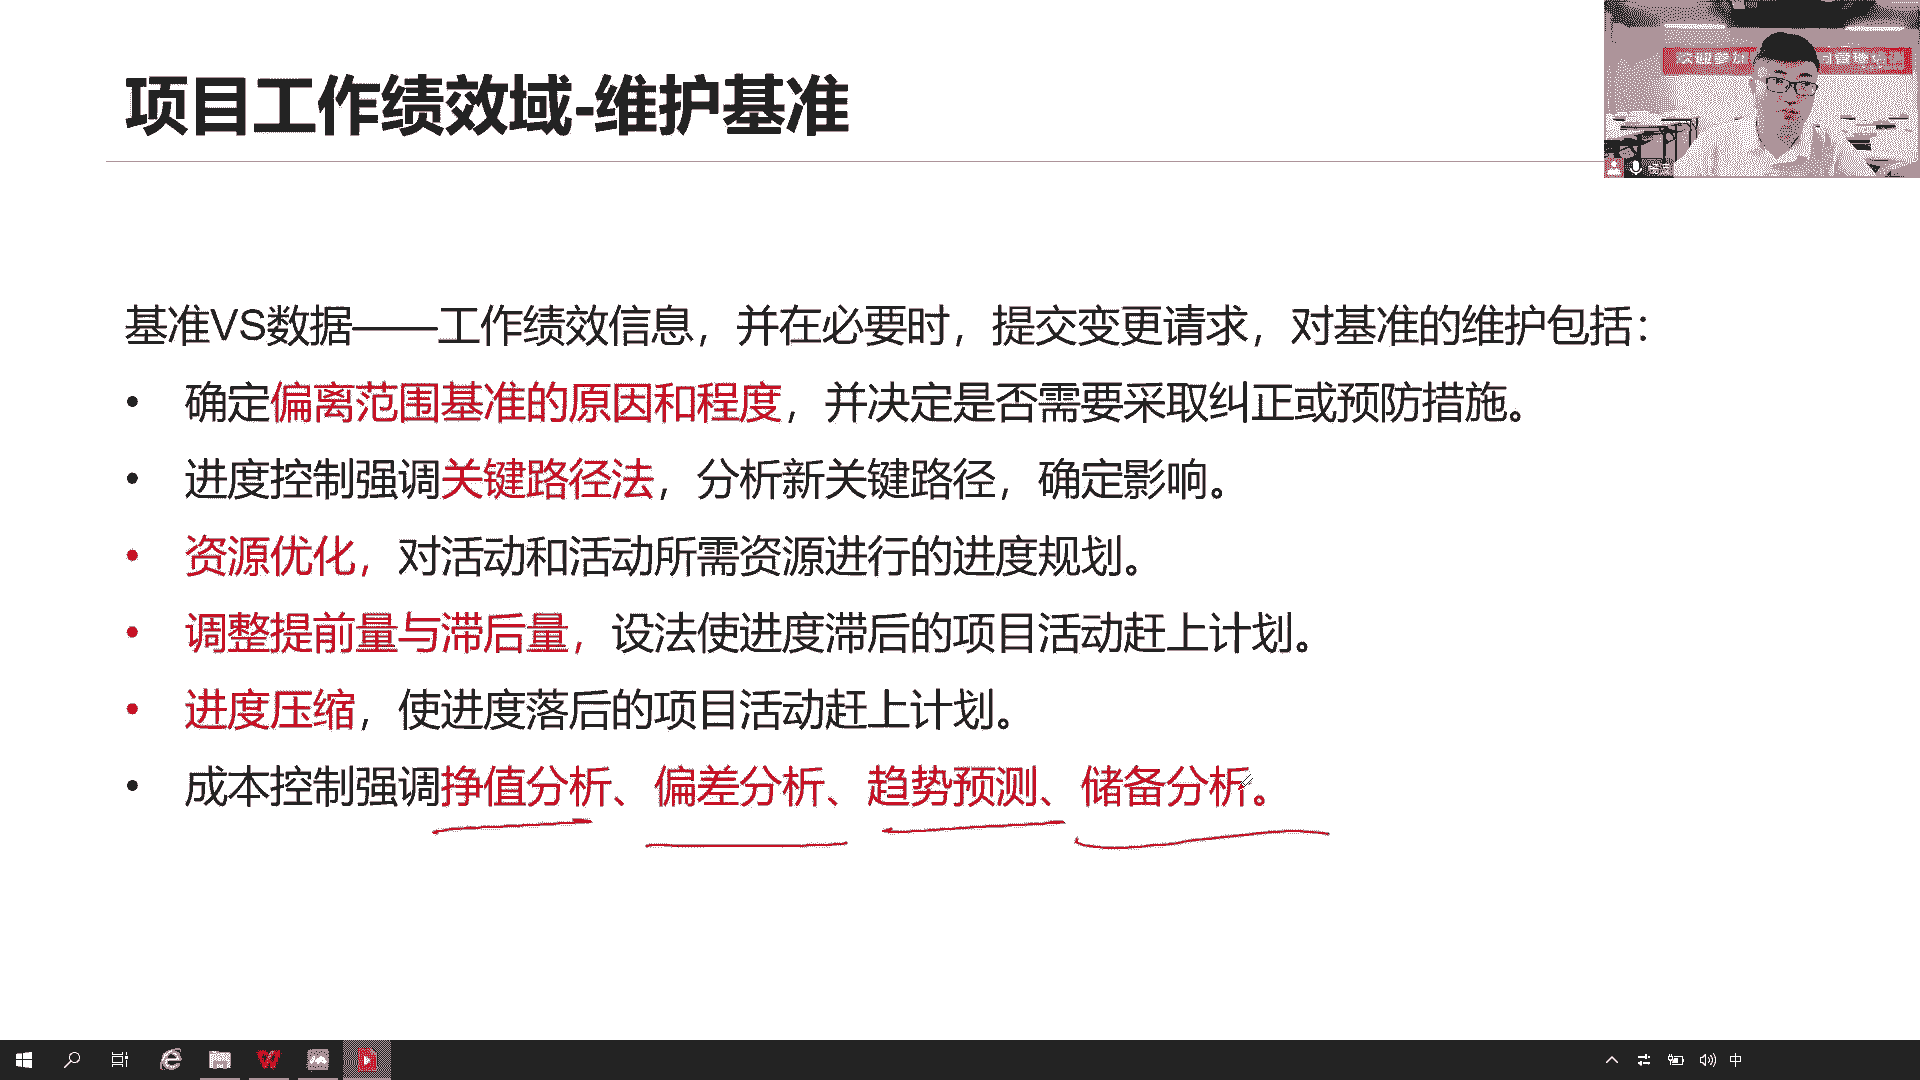 项目工作绩效域-维护基准
基准VS数据——工作绩效信息，并在必要时，提交变更请求，对基准的维护包括：
• 确定偏离范围基准的原因和程度，并决定是否需要采取纠正或预防措施。
• 进度控制强调关键路径法，分析新关键路径，确定影响。
• 资源优化，对活动和活动所需资源进行的进度规划。
• 调整提前量与滞后量，设法使进度滞后的项目活动赶上计划。
• 进度压缩，使进度落后的项目活动赶上计划。
• 成本控制强调挣值分析、偏差分析、趋势预测、储备分析。
中